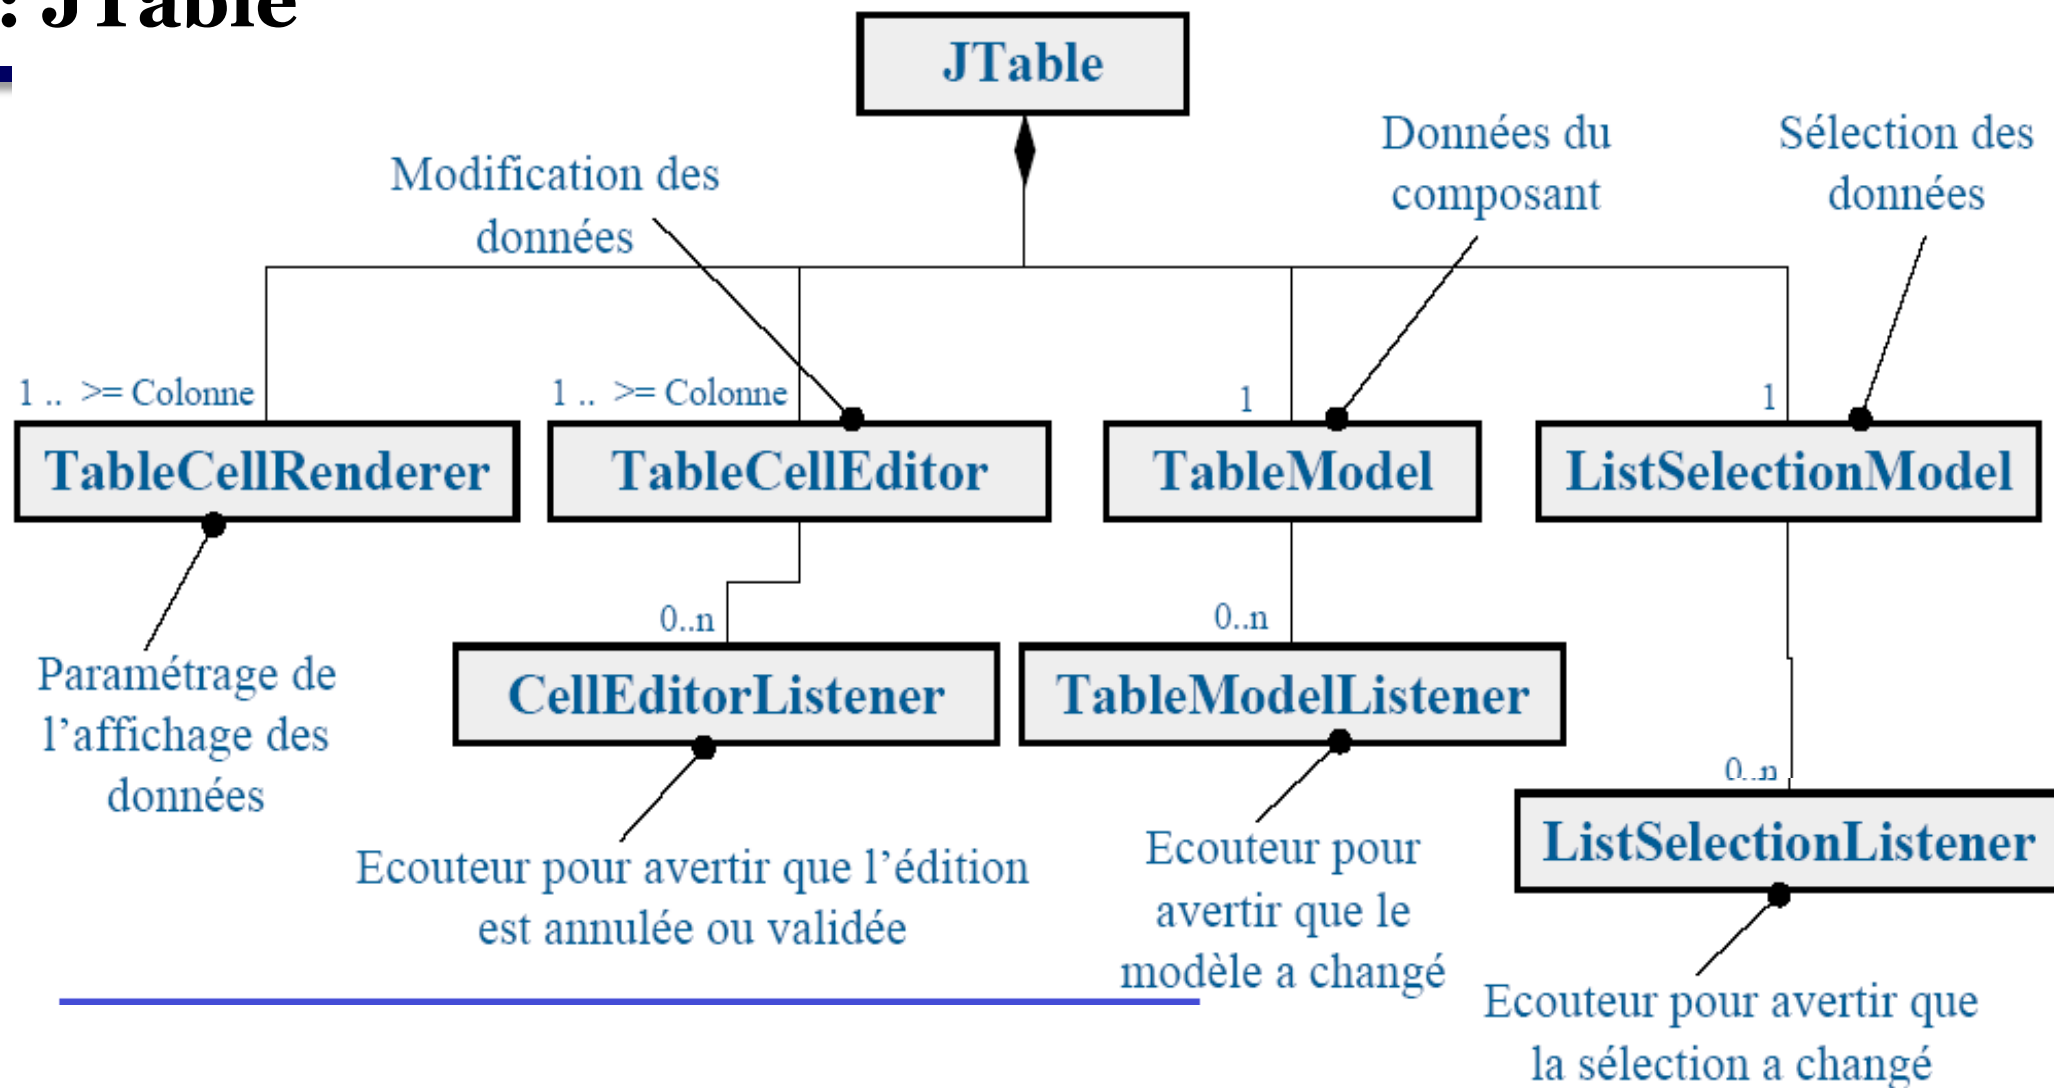 : JTable
JTable
Modification des
données
Données du
composant
Sélection des
données
1 .. >= Colonne
1 .. >= Colonne
1
1
TableCellRenderer
TableCellEditor
TableModel
ListSelectionModel
0..n
0..n
Paramétrage de
l'affichage des
données
CellEditorListener
TableModelListener
0..n
ListSelectionListener
Ecouteur pour avertir que l'édition
est annulée ou validée
Ecouteur pour
avertir que le
modèle a changé
Ecouteur pour avertir que
la sélection a changé